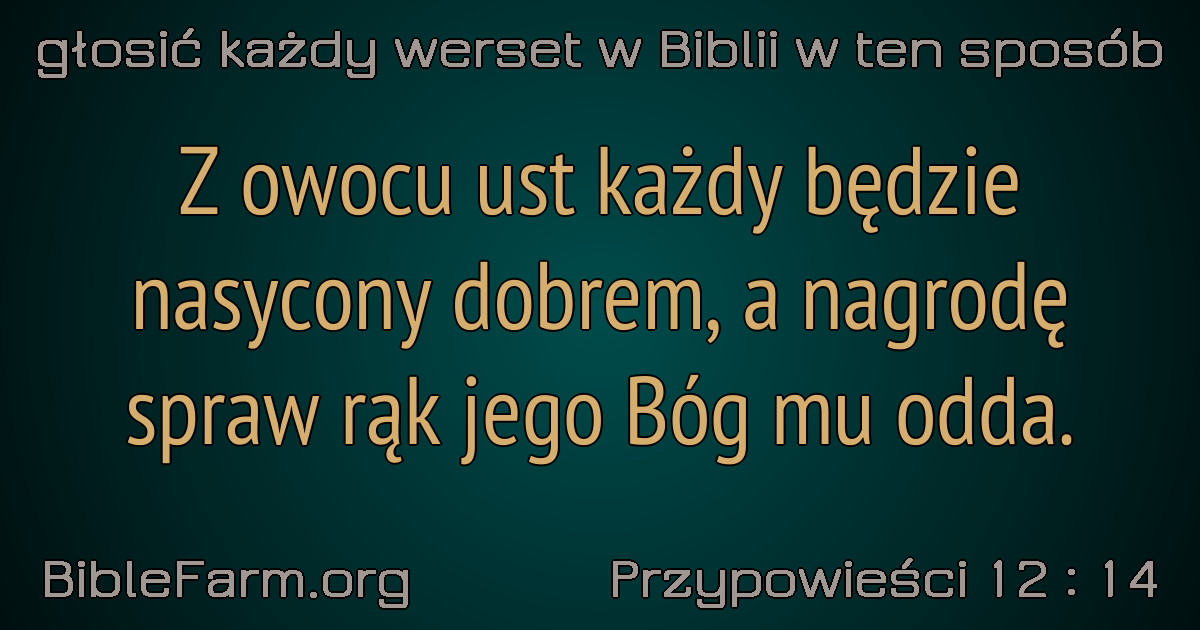 głosić każdy werset w Biblii w ten sposób
Z owocu ust każdy będzie
nasycony dobrem, a nagrodę
spraw rąk jego Bóg mu odda.
BibleFarm.org
Przypowieści 12 : 14